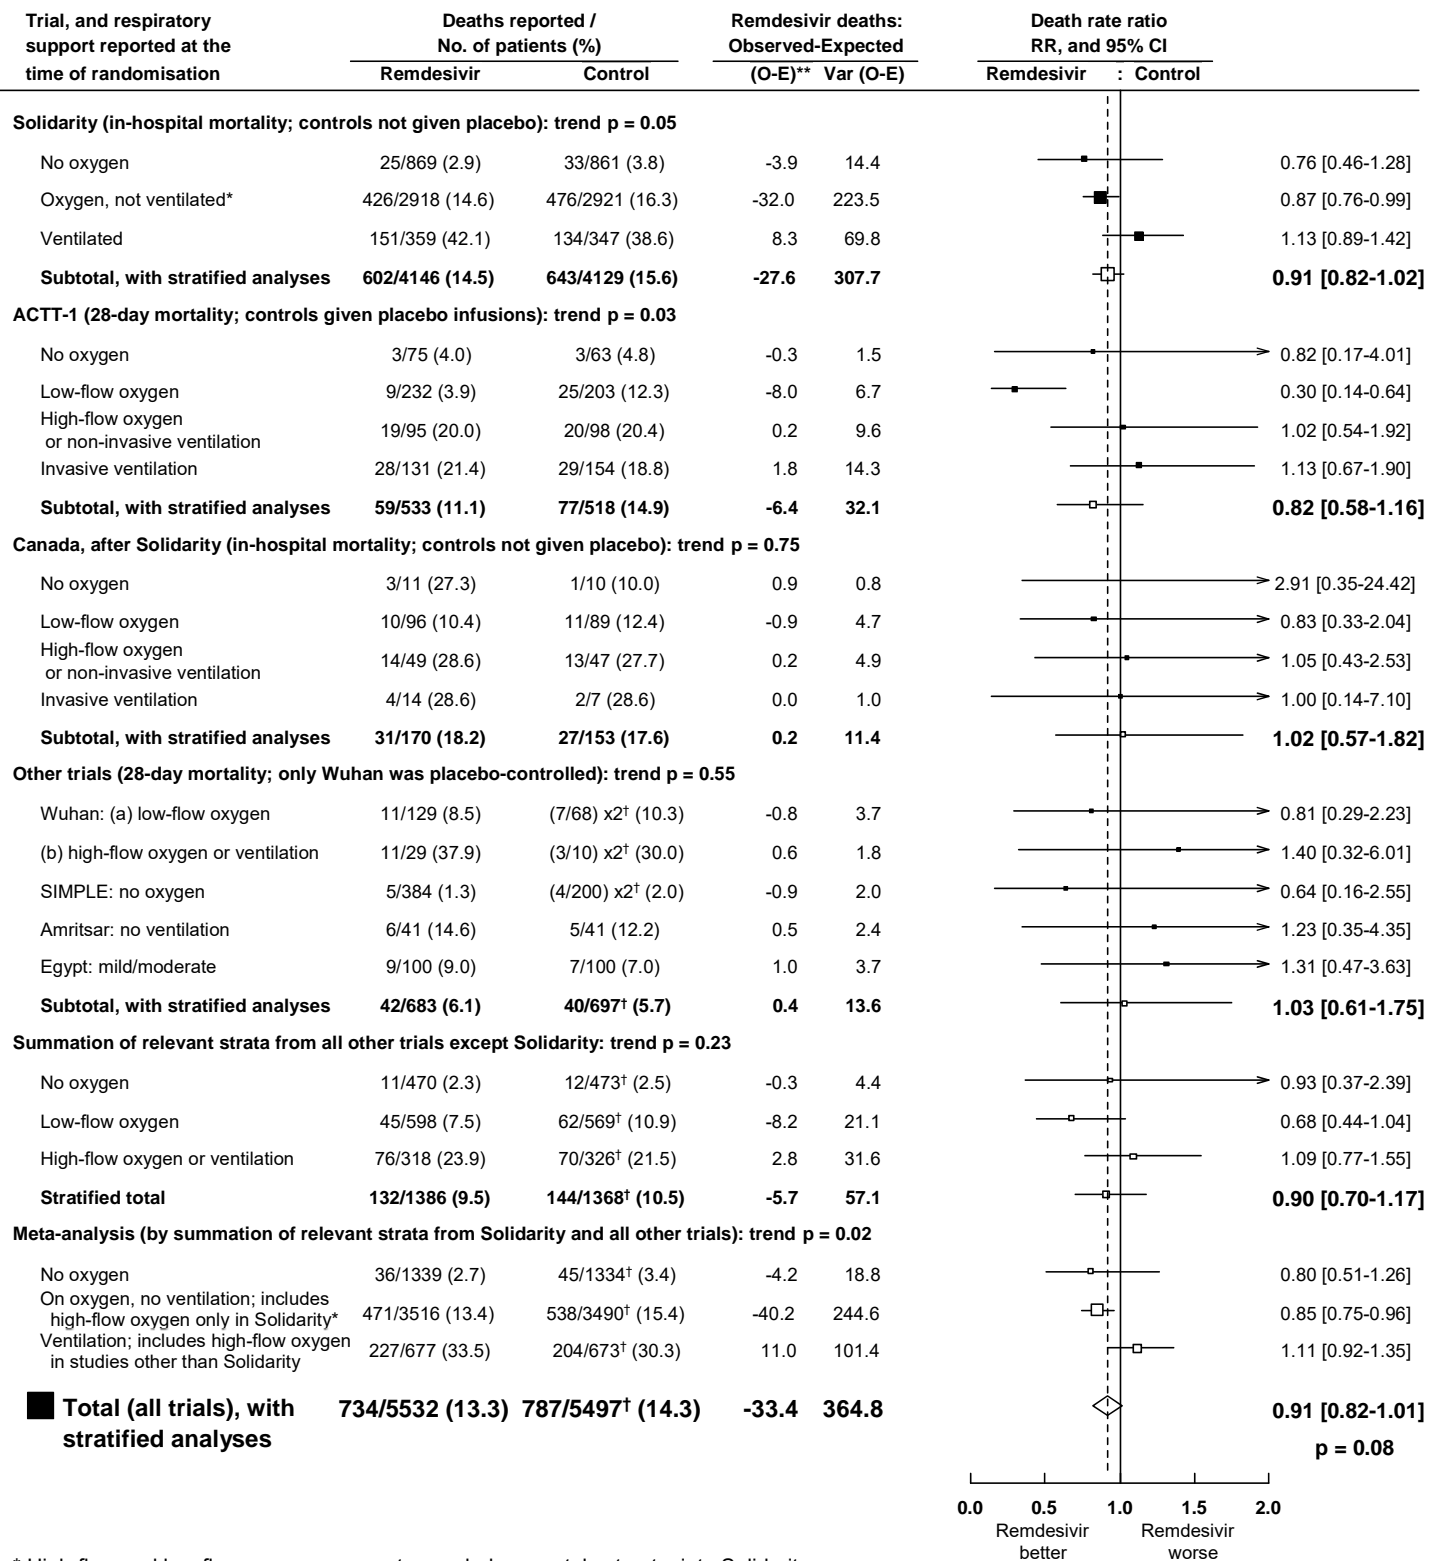 Trial, and respiratory support reported at the time of randomisation
Deaths reported / No. of patients (%)
Remdesivir deaths: Observed-Expected
Death rate ratio RR, and 95% CI
Remdesivir Control (O-E)** Var (O-E) Remdesivir : Control
Solidarity (in-hospital mortality; controls not given placebo): trend p = 0.05
No oxygen 25/869 (2.9) 33/861 (3.8) -3.9 14.4 0.76 [0.46-1.28]
Oxygen, not ventilated* 426/2918 (14.6) 476/2921 (16.3) -32.0 223.5 0.87 [0.76-0.99]
Ventilated 151/359 (42.1) 134/347 (38.6) 8.3 69.8 1.13 [0.89-1.42]
Subtotal, with stratified analyses 602/4146 (14.5) 643/4129 (15.6) -27.6 307.7 0.91 [0.82-1.02]
ACTT-1 (28-day mortality; controls given placebo infusions): trend p = 0.03
No oxygen 3/75 (4.0) 3/63 (4.8) -0.3 1.5 0.82 [0.17-4.01]
Low-flow oxygen 9/232 (3.9) 25/203 (12.3) -8.0 6.7 0.30 [0.14-0.64]
High-flow oxygen
or non-invasive ventilation 19/95 (20.0) 20/98 (20.4) 0.2 9.6 1.02 [0.54-1.92]
Invasive ventilation 28/131 (21.4) 29/154 (18.8) 1.8 14.3 1.13 [0.67-1.90]
Subtotal, with stratified analyses 59/533 (11.1) 77/518 (14.9) -6.4 32.1 0.82 [0.58-1.16]
Canada, after Solidarity (in-hospital mortality; controls not given placebo): trend p = 0.75
No oxygen 3/11 (27.3) 1/10 (10.0) 0.9 0.8 2.91 [0.35-24.42]
Low-flow oxygen 10/96 (10.4) 11/89 (12.4) -0.9 4.7 0.83 [0.33-2.04]
High-flow oxygen
or non-invasive ventilation 14/49 (28.6) 13/47 (27.7) 0.2 4.9 1.05 [0.43-2.53]
Invasive ventilation 4/14 (28.6) 2/7 (28.6) 0.0 1.0 1.00 [0.14-7.10]
Subtotal, with stratified analyses 31/170 (18.2) 27/153 (17.6) 0.2 11.4 1.02 [0.57-1.82]
Other trials (28-day mortality; only Wuhan was placebo-controlled): trend p = 0.55
Wuhan: (a) low-flow oxygen 11/129 (8.5) (7/68) x2† (10.3) -0.8 3.7 0.81 [0.29-2.23]
(b) high-flow oxygen or ventilation 11/29 (37.9) (3/10) x2† (30.0) 0.6 1.8 1.40 [0.32-6.01]
SIMPLE: no oxygen 5/384 (1.3) (4/200) x2† (2.0) -0.9 2.0 0.64 [0.16-2.55]
Amritsar: no ventilation 6/41 (14.6) 5/41 (12.2) 0.5 2.4 1.23 [0.35-4.35]
Egypt: mild/moderate 9/100 (9.0) 7/100 (7.0) 1.0 3.7 1.31 [0.47-3.63]
Subtotal, with stratified analyses 42/683 (6.1) 40/697† (5.7) 0.4 13.6 1.03 [0.61-1.75]
Summation of relevant strata from all other trials except Solidarity: trend p = 0.23
No oxygen 11/470 (2.3) 12/473† (2.5) -0.3 4.4 0.93 [0.37-2.39]
Low-flow oxygen 45/598 (7.5) 62/569† (10.9) -8.2 21.1 0.68 [0.44-1.04]
High-flow oxygen or ventilation 76/318 (23.9) 70/326† (21.5) 2.8 31.6 1.09 [0.77-1.55]
Stratified total 132/1386 (9.5) 144/1368† (10.5) -5.7 57.1 0.90 [0.70-1.17]
Meta-analysis (by summation of relevant strata from Solidarity and all other trials): trend p = 0.02
No oxygen 36/1339 (2.7) 45/1334† (3.4) -4.2 18.8 0.80 [0.51-1.26]
On oxygen, no ventilation; includes
high-flow oxygen only in Solidarity* 471/3516 (13.4) 538/3490† (15.4) -40.2 244.6 0.85 [0.75-0.96]
Ventilation; includes high-flow oxygen
in studies other than Solidarity 227/677 (33.5) 204/673† (30.3) 11.0 101.4 1.11 [0.92-1.35]
Total (all trials), with 734/5532 (13.3) 787/5497† (14.3) -33.4 364.8 0.91 [0.82-1.01]
stratified analyses p = 0.08
0.0 0.5 1.0 1.5 2.0
Remdesivir better
Remdesivir worse